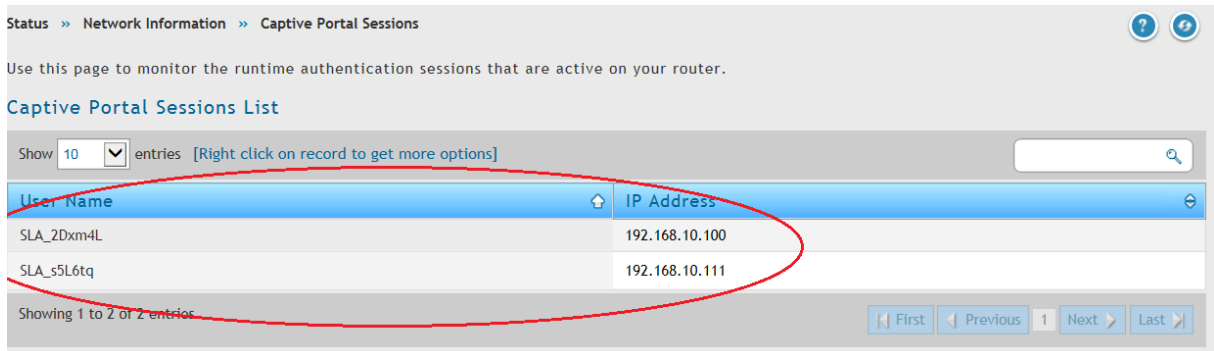 Status » Network Information » Captive Portal Sessions
?
Use this page to monitor the runtime authentication sessions that are active on your router.
Captive Portal Sessions List
Show 10 entries [Right click on record to get more options]
User Name IP Address
SLA_2Dxm4L 192.168.10.100
SLA_s5L6tq 192.168.10.111
Showing 1 to 2 of 2 entries First Previous 1 Next Last